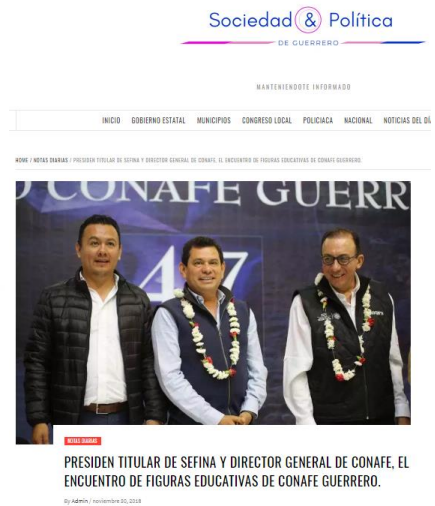 Sociedad & Política
DE GUERRERO
MANTENIENDOTE INFORMADO
INICIO GOBIERNO ESTATAL MUNICIPIOS CONGRESO LOCAL POLICIACA NACIONAL NOTICIAS DEL DÍ
HOME / NOTAS DIARIAS / PRESIDEN TITULAR DE SEFINA Y DIRECTOR GENERAL DE CONAFE, EL ENCUENTRO DE FIGURAS EDUCATIVAS DE CONAFE GUERRERO.
O CONAFE GUERR
47
NOTAS DIARIAS
PRESIDEN TITULAR DE SEFINA Y DIRECTOR GENERAL DE CONAFE, EL
ENCUENTRO DE FIGURAS EDUCATIVAS DE CONAFE GUERRERO.
By Admin / noviembre 30, 2018